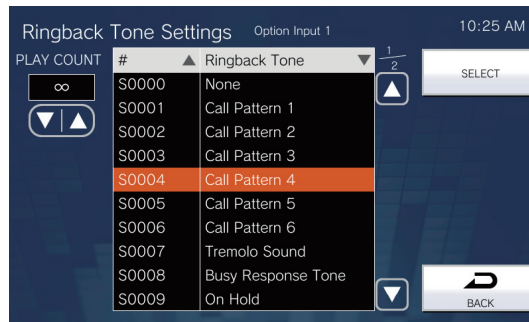 Ringback Tone Settings Option Input 1 10:25 AM
PLAY COUNT # Ringback Tone 1/2 SELECT
∞ S0000 None
S0001 Call Pattern 1
S0002 Call Pattern 2
S0003 Call Pattern 3
S0004 Call Pattern 4
S0005 Call Pattern 5
S0006 Call Pattern 6
S0007 Tremolo Sound
S0008 Busy Response Tone
S0009 On Hold
BACK